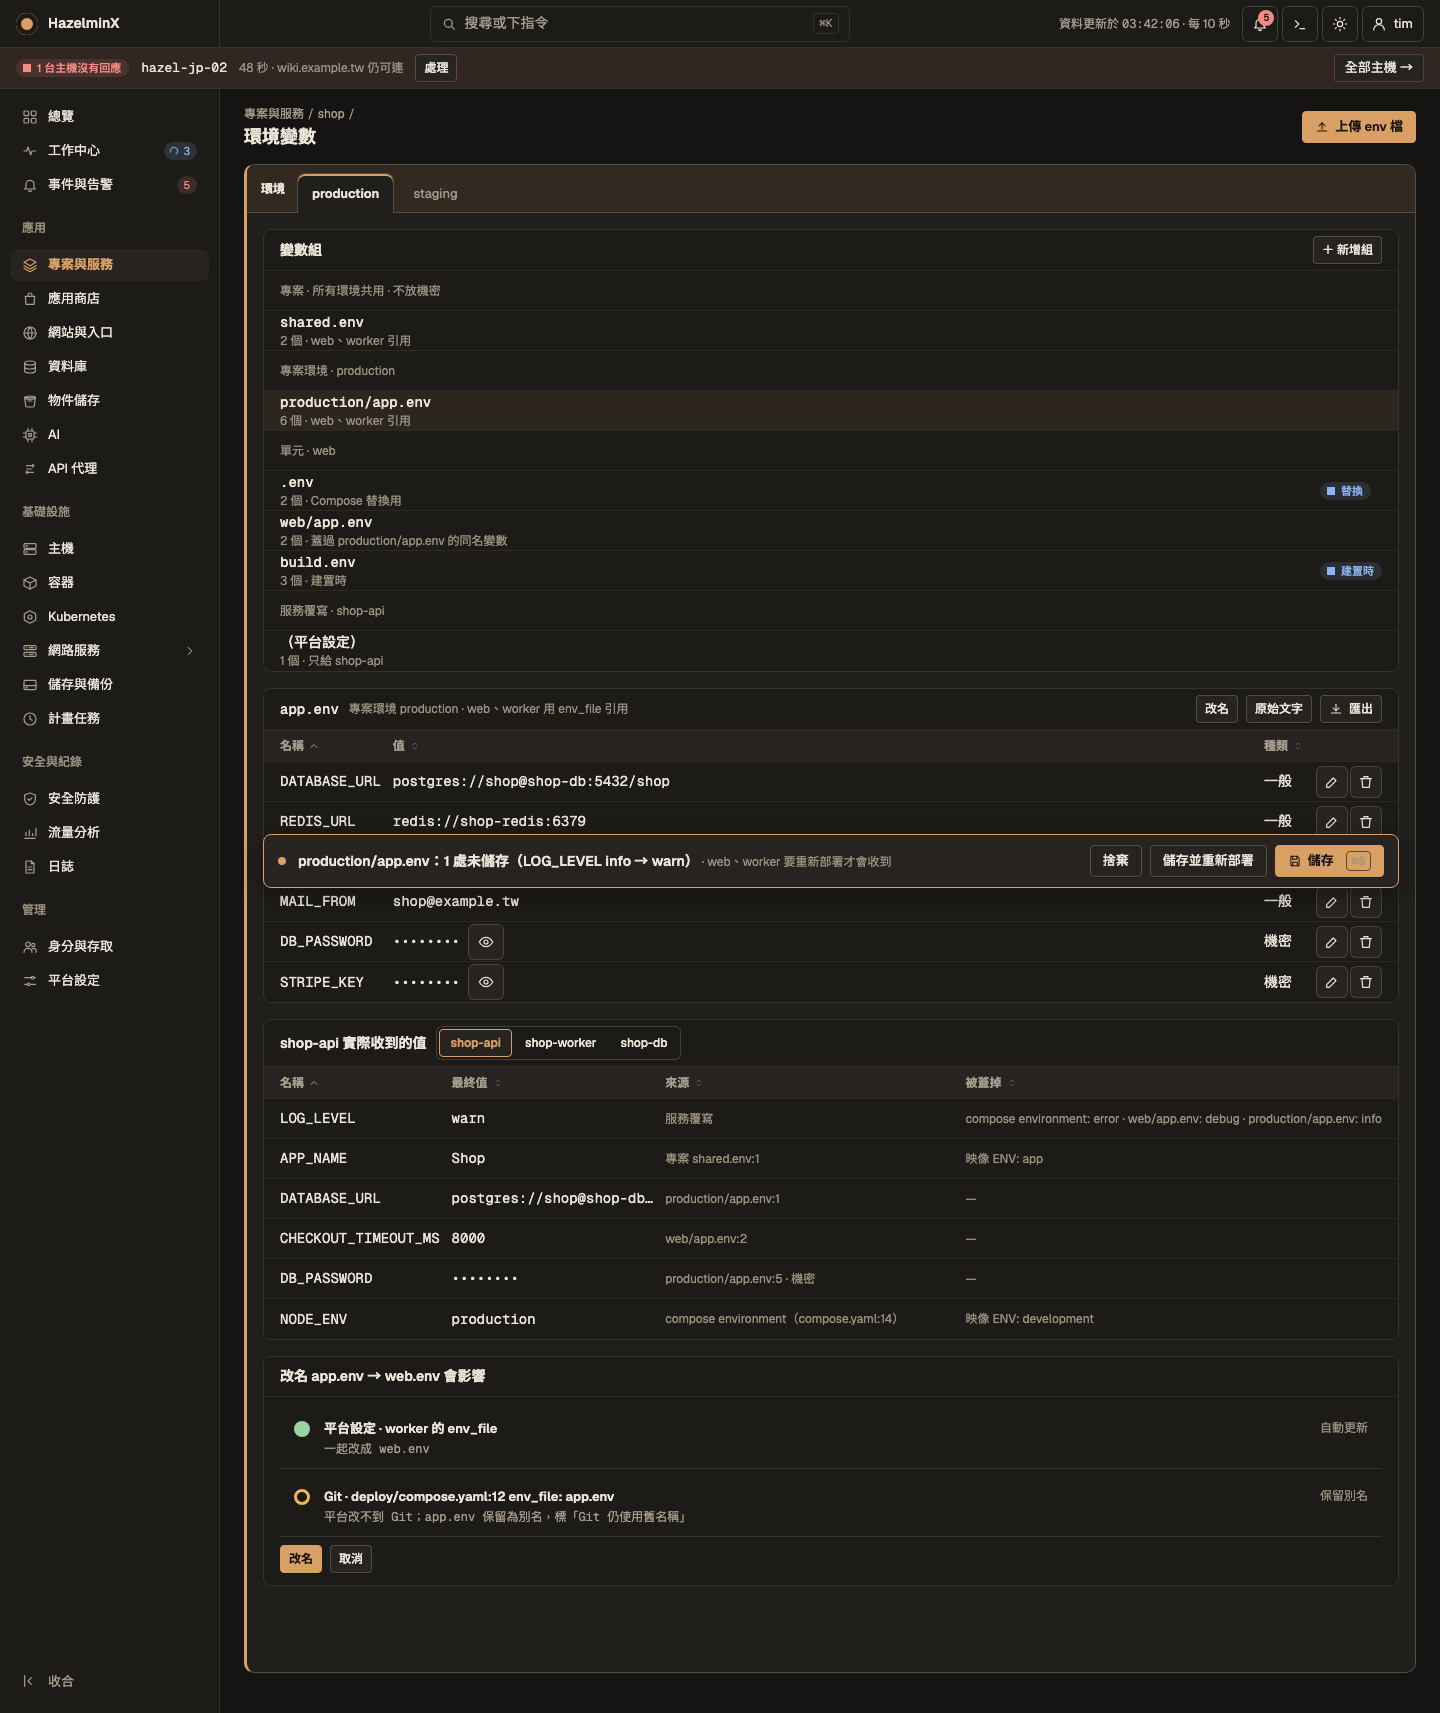 HazelminX
搜尋或下指令
⌘K
資料更新於 03:42:06 · 每 10 秒
5
tim
1 台主機沒有回應
hazel-jp-02
48 秒 · wiki.example.tw 仍可連
處理
全部主機 →
總覽
工作中心
3
事件與告警
5
應用
專案與服務
應用商店
網站與入口
資料庫
物件儲存
AI
API 代理
基礎設施
主機
容器
Kubernetes
網路服務
儲存與備份
計畫任務
安全與紀錄
安全防護
流量分析
日誌
管理
身分與存取
平台設定
收合
專案與服務 / shop /
環境變數
上傳 env 檔
環境
production
staging
變數組
新增組
專案 · 所有環境共用 · 不放機密
shared.env
2 個 · web、worker 引用
專案環境 · production
production/app.env
6 個 · web、worker 引用
單元 · web
.env
2 個 · Compose 替換用
替換
web/app.env
2 個 · 蓋過 production/app.env 的同名變數
build.env
3 個 · 建置時
建置時
服務覆寫 · shop-api
（平台設定）
1 個 · 只給 shop-api
app.env
專案環境 production · web、worker 用 env_file 引用
改名
原始文字
匯出
名稱
值
種類
DATABASE_URL
postgres://shop@shop-db:5432/shop
一般
REDIS_URL
redis://shop-redis:6379
一般
production/app.env：1 處未儲存（LOG_LEVEL info → warn）
· web、worker 要重新部署才會收到
捨棄
儲存並重新部署
儲存
⌘S
MAIL_FROM
shop@example.tw
一般
DB_PASSWORD
••••••••
機密
STRIPE_KEY
••••••••
機密
shop-api 實際收到的值
shop-api
shop-worker
shop-db
名稱
最終值
來源
被蓋掉
LOG_LEVEL
warn
服務覆寫
compose environment: error · web/app.env: debug · production/app.env: info
APP_NAME
Shop
專案 shared.env:1
映像 ENV: app
DATABASE_URL
postgres://shop@shop-db…
production/app.env:1
—
CHECKOUT_TIMEOUT_MS
8000
web/app.env:2
—
DB_PASSWORD
••••••••
production/app.env:5 · 機密
—
NODE_ENV
production
compose environment（compose.yaml:14）
映像 ENV: development
改名 app.env → web.env 會影響
平台設定 · worker 的 env_file
一起改成 web.env
自動更新
Git · deploy/compose.yaml:12 env_file: app.env
平台改不到 Git；app.env 保留為別名，標「Git 仍使用舊名稱」
保留別名
改名
取消